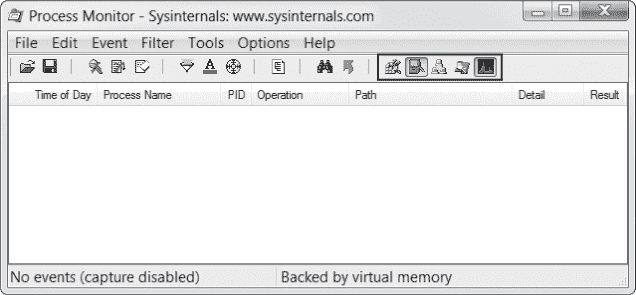 Process Monitor - Sysinternals: www.sysinternals.com
File Edit Event Filter Tools Options Help
Time of Day Process Name PID Operation Path Detail Result
No events (capture disabled) Backed by virtual memory